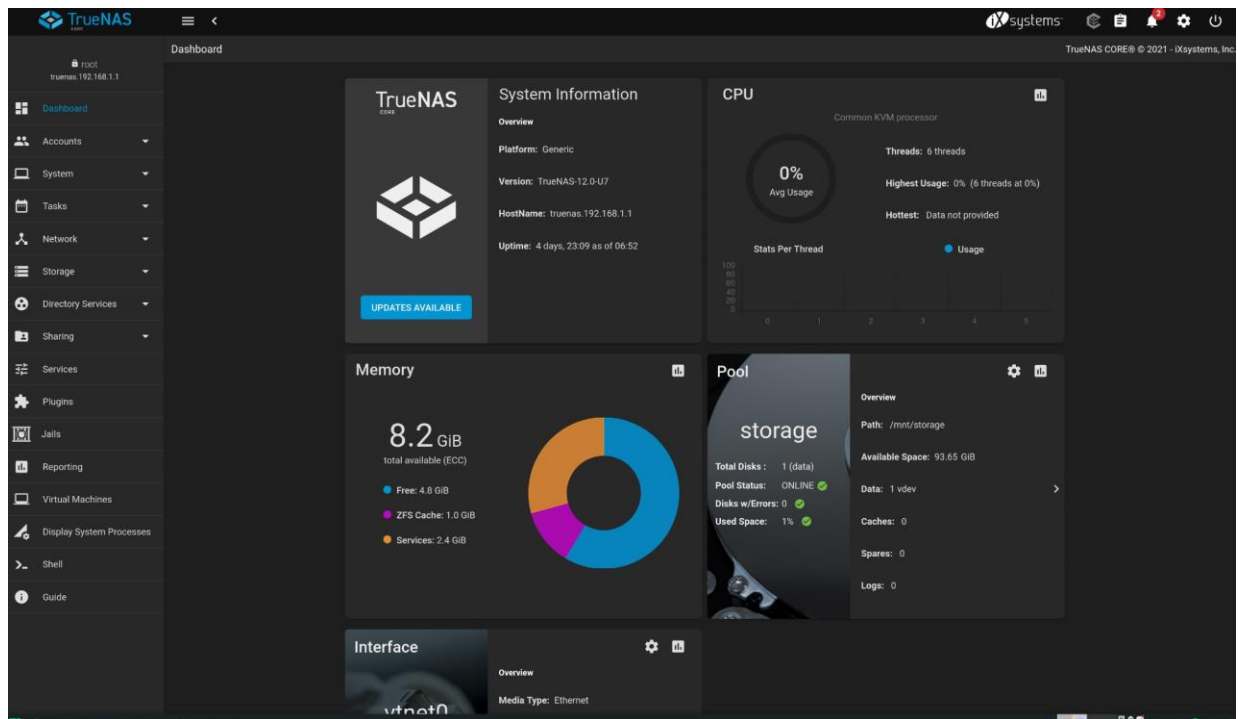 TrueNAS
CORE
iXsystems
2
root
truenas.192.168.1.1
Dashboard
TrueNAS CORE® © 2021 - iXsystems, Inc.
Dashboard
Accounts
System
Tasks
Network
Storage
Directory Services
Sharing
Services
Plugins
Jails
Reporting
Virtual Machines
Display System Processes
Shell
Guide
TrueNAS
CORE
UPDATES AVAILABLE
System Information
Overview
Platform: Generic
Version: TrueNAS-12.0-U7
HostName: truenas.192.168.1.1
Uptime: 4 days, 23:09 as of 06:52
CPU
Common KVM processor
0%
Avg Usage
Threads: 6 threads
Highest Usage: 0% (6 threads at 0%)
Hottest: Data not provided
Stats Per Thread
Usage
100
80
60
40
20
0
0 1 2 3 4 5
Memory
8.2 GiB
total available (ECC)
Free: 4.8 GiB
ZFS Cache: 1.0 GiB
Services: 2.4 GiB
Pool
storage
Total Disks : 1 (data)
Pool Status: ONLINE
Disks w/Errors: 0
Used Space: 1%
Overview
Path: /mnt/storage
Available Space: 93.65 GiB
Data: 1 vdev
Caches: 0
Spares: 0
Logs: 0
Interface
vtnet0
Overview
Media Type: Ethernet